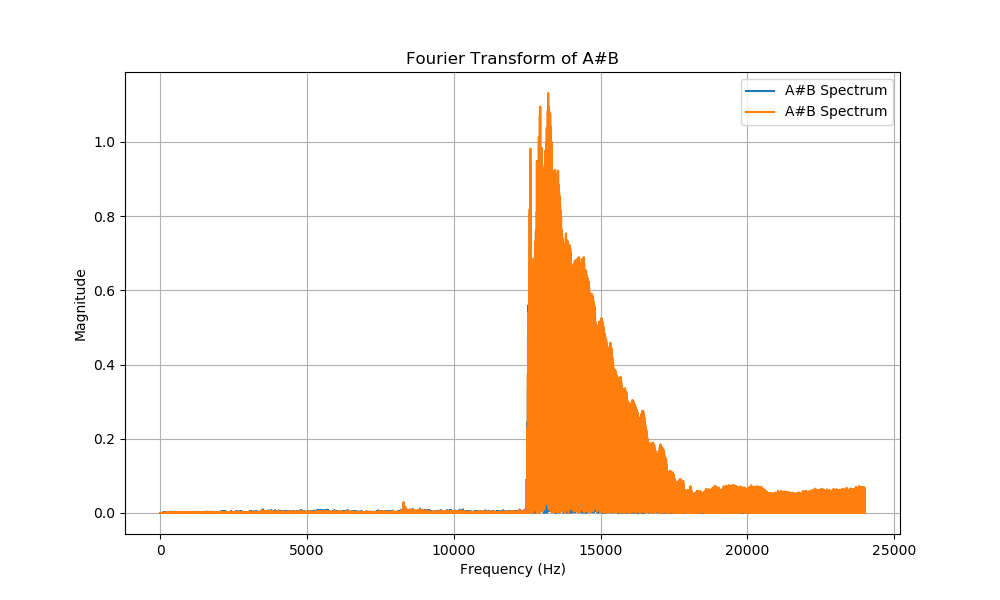 Fourier Transform of A#B
A#B Spectrum
A#B Spectrum
1.0
0.8
0.6
0.4
0.2
0.0
Magnitude
0 5000 10000 15000 20000 25000
Frequency (Hz)